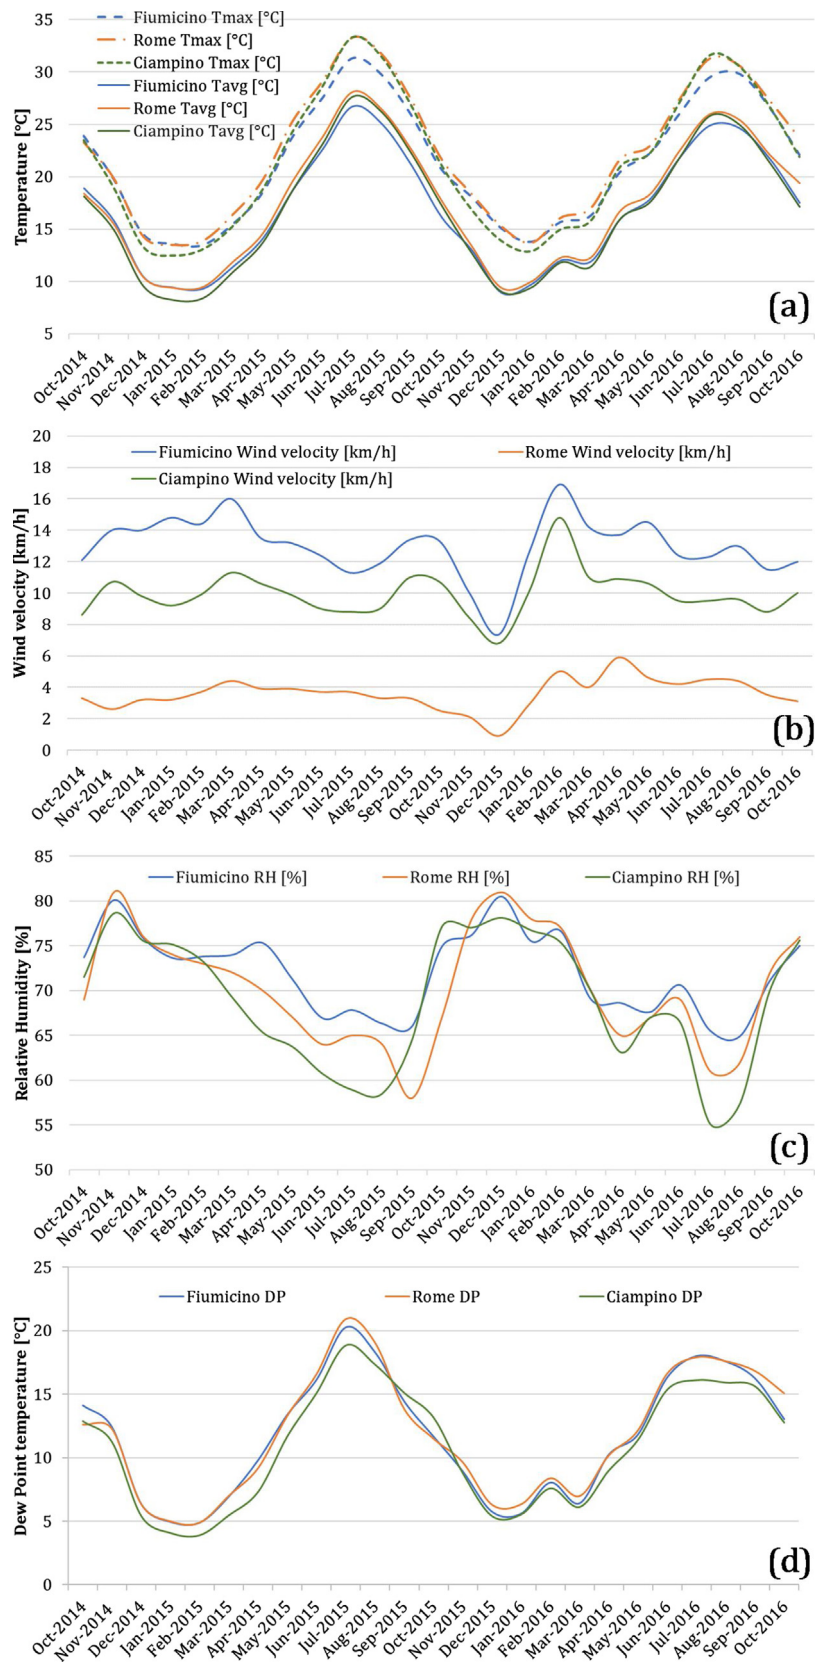 35
30
25
20
15
10
5
Temperature [°C]
Fiumicino Tmax [°C]
Rome Tmax [°C]
Ciampino Tmax [°C]
Fiumicino Tavg [°C]
Rome Tavg [°C]
Ciampino Tavg [°C]
(a)
Oct-2014
Nov-2014
Dec-2014
Jan-2015
Feb-2015
Mar-2015
Apr-2015
May-2015
Jun-2015
Jul-2015
Aug-2015
Sep-2015
Oct-2015
Nov-2015
Dec-2015
Jan-2016
Feb-2016
Mar-2016
Apr-2016
May-2016
Jun-2016
Jul-2016
Aug-2016
Sep-2016
Oct-2016
20
18
16
14
12
10
8
6
4
2
0
Wind velocity [km/h]
Fiumicino Wind velocity [km/h]
Rome Wind velocity [km/h]
Ciampino Wind velocity [km/h]
(b)
Oct-2014
Nov-2014
Dec-2014
Jan-2015
Feb-2015
Mar-2015
Apr-2015
May-2015
Jun-2015
Jul-2015
Aug-2015
Sep-2015
Oct-2015
Nov-2015
Dec-2015
Jan-2016
Feb-2016
Mar-2016
Apr-2016
May-2016
Jun-2016
Jul-2016
Aug-2016
Sep-2016
Oct-2016
85
80
75
70
65
60
55
50
Relative Humidity [%]
Fiumicino RH [%]
Rome RH [%]
Ciampino RH [%]
(c)
Oct-2014
Nov-2014
Dec-2014
Jan-2015
Feb-2015
Mar-2015
Apr-2015
May-2015
Jun-2015
Jul-2015
Aug-2015
Sep-2015
Oct-2015
Nov-2015
Dec-2015
Jan-2016
Feb-2016
Mar-2016
Apr-2016
May-2016
Jun-2016
Jul-2016
Aug-2016
Sep-2016
Oct-2016
25
20
15
10
5
0
Dew Point temperature [°C]
Fiumicino DP
Rome DP
Ciampino DP
(d)
Oct-2014
Nov-2014
Dec-2014
Jan-2015
Feb-2015
Mar-2015
Apr-2015
May-2015
Jun-2015
Jul-2015
Aug-2015
Sep-2015
Oct-2015
Nov-2015
Dec-2015
Jan-2016
Feb-2016
Mar-2016
Apr-2016
May-2016
Jun-2016
Jul-2016
Aug-2016
Sep-2016
Oct-2016